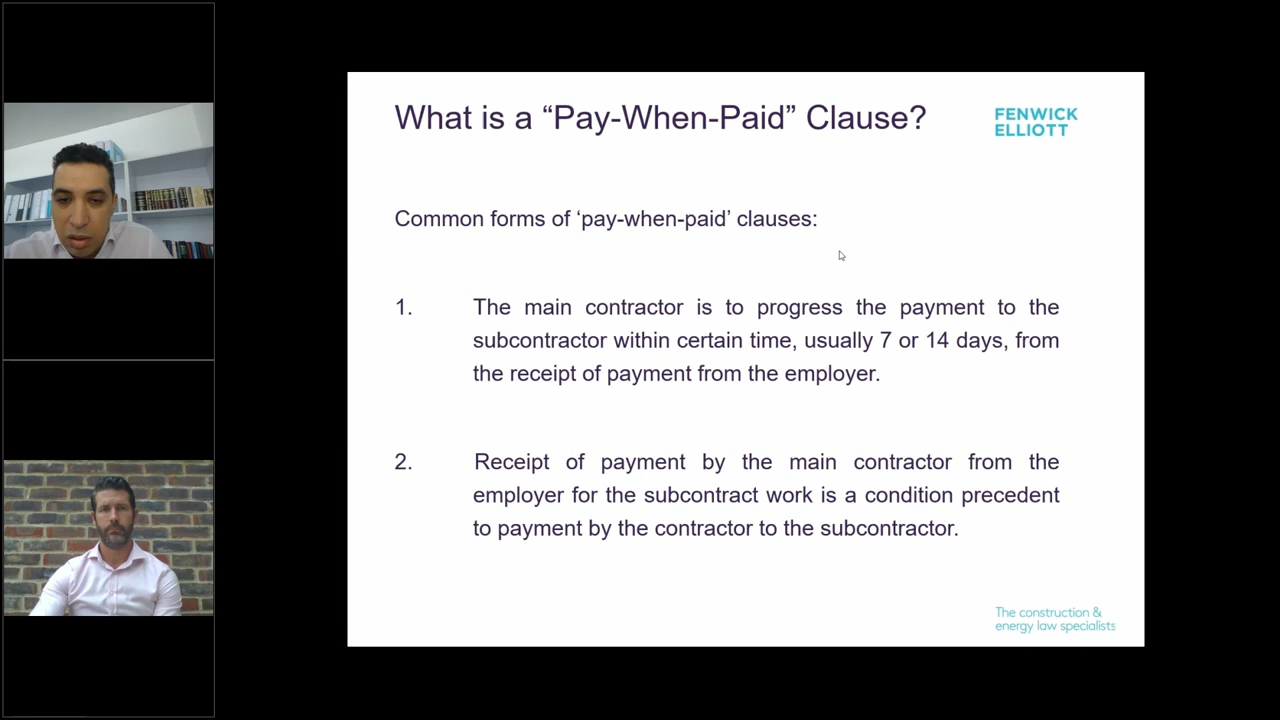 What is a “Pay-When-Paid” Clause?
FENWICK
ELLIOTT
Common forms of ‘pay-when-paid’ clauses:
1. The main contractor is to progress the payment to the
subcontractor within certain time, usually 7 or 14 days, from
the receipt of payment from the employer.
2. Receipt of payment by the main contractor from the
employer for the subcontract work is a condition precedent
to payment by the contractor to the subcontractor.
The construction &
energy law specialists